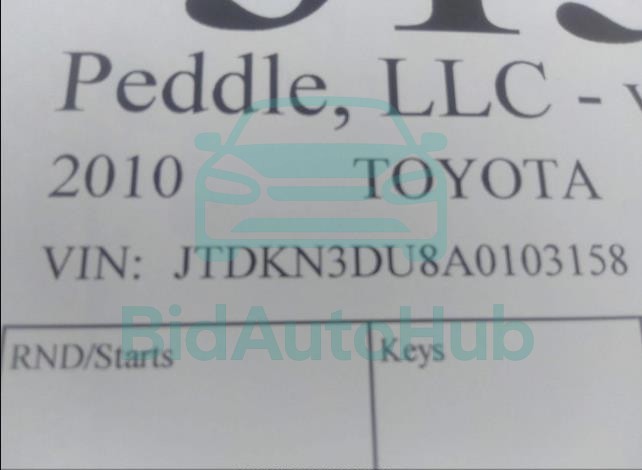 Peddle, LLC -
2010 TOYOTA
VIN: JTDKN3DU8A0103158
BidAutoHub
RND/Starts Keys